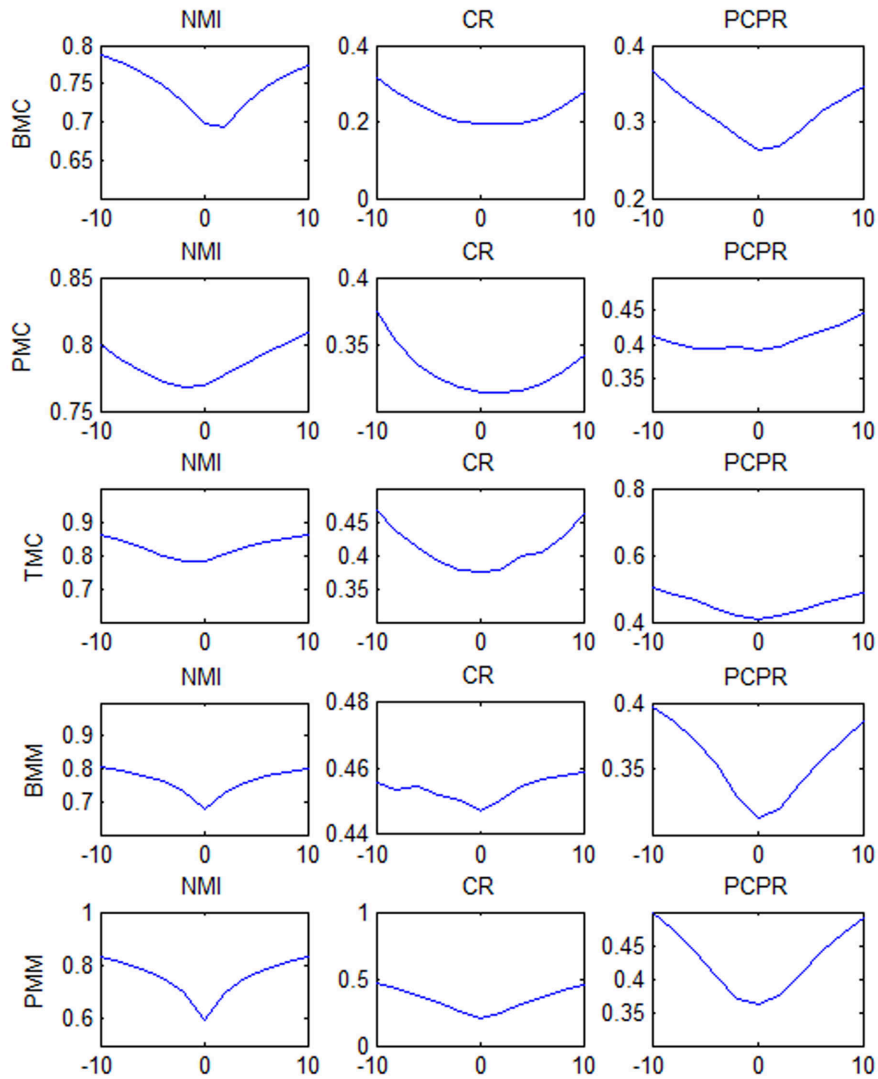 NMI CR PCPR
BMC
0.8 0.4 0.4
0.75
0.7 0.2 0.3
0.65
0 0.2
-10 0 10 -10 0 10 -10 0 10
NMI CR PCPR
PMC
0.85 0.4
0.45
0.8 0.35 0.4
0.35
0.75
-10 0 10 -10 0 10 -10 0 10
NMI CR PCPR
TMC
0.8
0.9 0.45
0.8 0.4 0.6
0.7 0.35
0.4
-10 0 10 -10 0 10 -10 0 10
NMI CR PCPR
BMM
0.48 0.4
0.9
0.8 0.46 0.35
0.7
0.44
-10 0 10 -10 0 10 -10 0 10
NMI CR PCPR
PMM
1 1
0.45
0.8 0.5 0.4
0.6 0.35
0
-10 0 10 -10 0 10 -10 0 10